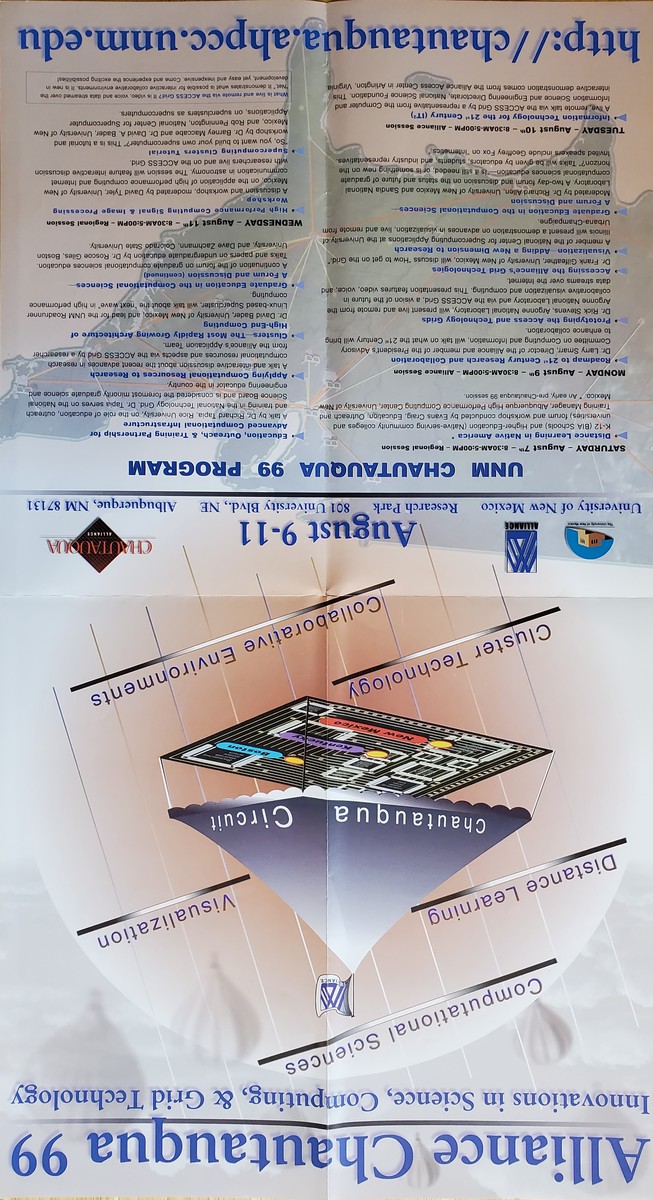 Alliance Chautauqua 99
Innovations in Science, Computing, & Grid Technology
Computational Sciences
ALLIANCE
Distance Learning
Visualization
Chautauqua Circuit
New Mexico
Kentucky
Boston
Cluster Technology
Collaborative Environments
The University of New Mexico
ALLIANCE
August 9-11
CHAUTAUQUA
ALLIANCE
University of New Mexico Research Park 801 University Blvd., NE Albuquerque, NM 87131
UNM CHAUTAUQUA 99 PROGRAM
SATURDAY – August 7th – 8:30AM-5:00PM – Regional Session
Distance Learning in Native America *
K-12 (BIA Schools) and Higher-Education (Native-serving community colleges and
universities) forum and workshop conducted by Evans Craig, Education, Outreach and
Training Manager, Albuquerque High Performance Computing Center, University of New
Mexico. * An early, pre-Chautauqua 99 session.
MONDAY – August 9th – 8:30AM-5:00PM – Alliance Session
Roadmap to 21st Century Research and Collaboration
Dr. Larry Smarr, Director of the Alliance and member of the President's Advisory
Committee on Computing and Information, will talk on what the 21st Century will bring
to enhance collaboration.
Prototyping the Access and Technology Grids
Dr. Rick Stevens, Argonne National Laboratory, will present live and remote from the
Argonne National Laboratory and via the ACCESS Grid, a vision of the future in
collaborative visualization and computing. This presentation features video, voice, and
data streams over the Internet.
Accessing the Alliance's Grid Technologies
Dr. Frank Gilfeather, University of New Mexico, will discuss "How to get on the Grid"
Visualization - Adding a New Dimension to Research
A member of the National Center for Supercomputing Applications at the University of
Illinois will present a demonstration on advances in visualization, live and remote from
Urbana-Champaigne.
Graduate Education in the Computational Sciences
A Forum and Discussion
Moderated by Dr. Richard Allen, University of New Mexico and Sandia National
Laboratory. A two-day forum and discussion on the status and future of graduate
computational sciences education—is it still needed, or is something new on the
horizon? Talks will be given by educators, students, and industry representatives.
Invited speakers include Geoffrey Fox on "Internetics"
TUESDAY – August 10th – 8:30AM-5:00PM – Alliance Session
Information Technology for the 21st Century (IT²)
A live, remote talk via the ACCESS Grid by a representative from the Computer and
Information Science and Engineering Directorate, National Science Foundation. This
interactive demonstration comes from the Alliance Access Center in Arlington, Virginia
Education, Outreach, & Training Partnership for
Advanced Computational Infrastructure
A talk by Dr. Richard Tapia, Rice University, on the role of education, outreach
and training in the National Technology Grid. Dr. Tapia serves on the National
Science Board and is considered the foremost minority graduate science and
engineering educator in the country.
Applying Computational Resources to Research
A talk and interactive discussion about the recent advances in research
computational resources and aspects via the ACCESS Grid by a researcher
from the Alliance's Application Team.
Clusters--The Most Rapidly Growing Architecture of
High-End Computing
Dr. David Bader, University of New Mexico and lead for the UNM Roadrunner
Linux-based Supercluster, will talk about the "next wave" in high performance
computing
Graduate Education in the Computational Sciences
A Forum and Discussion (continued)
A continuation of the forum on graduate computational sciences education.
Talks and papers on undergraduate education by Dr. Roscoe Giles, Boston
University, and Dave Zachmann, Colorado State University
WEDNESDAY – August 11th – 8:30AM-5:00PM – Regional Session
High Performance Computing Signal & Image Processing
Workshop
A discussion and workshop, moderated by David Tyler, University of New
Mexico, on the application of high performance computing and Internet
communication in astronomy. The session will feature interactive discussion
with researchers live and on the ACCESS Grid.
Supercomputing Clusters Tutorial
"So, you want to build your own supercomputer?" This is a tutorial and
workshop by Dr. Barney Maccabe and Dr. David A. Bader, University of New
Mexico, and Rob Pennington, National Center for Supercomputer
Applications, on superclusters as supercomputers.
What is live and remote via the ACCESS Grid? It is video, voice and data streamed over the
"Net." It demonstrates what is possible for interactive collaborative environments. It is new in
development, yet easy and inexpensive. Come and experience the exciting possibilities!
http://chautauqua.ahpcc.unm.edu